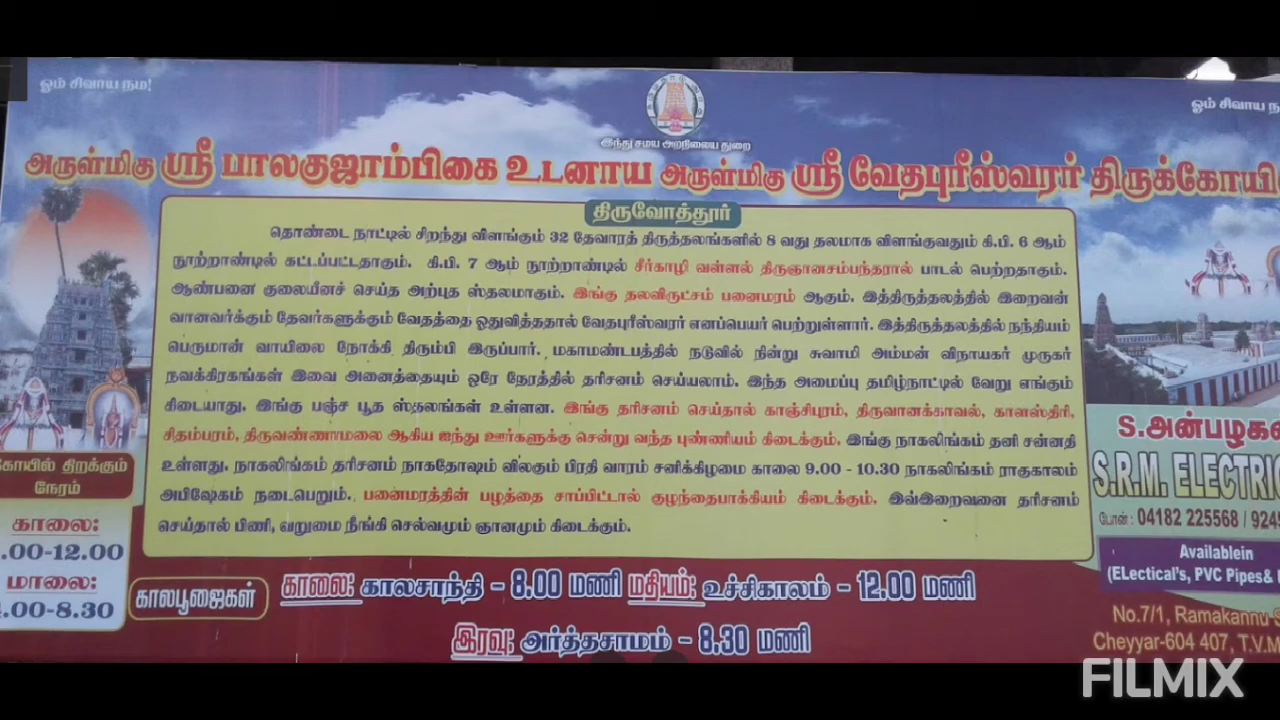 ஓம் சிவாய நம!
ஓம் சிவாய ந
இந்து சமய அறநிலைய துறை
அருள்மிகு ஸ்ரீ பாலகுஜாம்பிகை உடனாய அருள்மிகு ஸ்ரீ வேதபுரீஸ்வரர் திருக்கோயி
திருவோத்தூர்
தொண்டை நாட்டில் சிறந்து விளங்கும் 32 தேவாரத் திருத்தலங்களில் 8 வது தலமாக விளங்குவதும் கி.பி. 6 ஆம்
நூற்றாண்டில் கட்டப்பட்டதாகும். கி.பி. 7 ஆம் நூற்றாண்டில் சீர்காழி வள்ளல் திருஞானசம்பந்தரால் பாடல் பெற்றதாகும்.
ஆண்பனை குலையீனச் செய்த அற்புத ஸ்தலமாகும். இங்கு தலவிருட்சம் பனைமரம் ஆகும். இத்திருத்தலத்தில் இறைவன்
வானவர்க்கும் தேவர்களுக்கும் வேதத்தை ஓதுவித்ததால் வேதபுரீஸ்வரர் எனப்பெயர் பெற்றுள்ளார். இத்திருத்தலத்தில் நந்தியம்
பெருமான் வாயிலை நோக்கி திரும்பி இருப்பார். மகாமண்டபத்தில் நடுவில் நின்று சுவாமி அம்மன் விநாயகர் முருகர்
நவக்கிரகங்கள் இவை அனைத்தையும் ஒரே நேரத்தில் தரிசனம் செய்யலாம். இந்த அமைப்பு தமிழ்நாட்டில் வேறு எங்கும்
கிடையாது. இங்கு பஞ்ச பூத ஸ்தலங்கள் உள்ளன. இங்கு தரிசனம் செய்தால் காஞ்சிபுரம், திருவானக்காவல், காளஸ்திரி,
சிதம்பரம், திருவண்ணாமலை ஆகிய ஐந்து ஊர்களுக்கு சென்று வந்த புண்ணியம் கிடைக்கும். இங்கு நாகலிங்கம் தனி சன்னதி
உள்ளது. நாகலிங்கம் தரிசனம் நாகதோஷம் விலகும் பிரதி வாரம் சனிக்கிழமை காலை 9.00 - 10.30 நாகலிங்கம் ராகுகாலம்
அபிஷேகம் நடைபெறும். பனைமரத்தின் பழத்தை சாப்பிட்டால் குழந்தைபாக்கியம் கிடைக்கும். இவ்இறைவனை தரிசனம்
செய்தால் பிணி, வறுமை நீங்கி செல்வமும் ஞானமும் கிடைக்கும்.
கோயில் திறக்கும்
நேரம்
காலை:
.00-12.00
மாலை:
.00-8.30
காலபூஜைகள்
காலை: காலசாந்தி - 8.00 மணி மதியம்: உச்சிகாலம் - 12.00 மணி
இரவு: அர்த்தசாமம் - 8.30 மணி
S.அன்பழகன்
S.R.M. ELECTRIC
போன் : 04182 225568 / 9245
Availablein
(ELectical's, PVC Pipes&
No.7/1, Ramakannu S
Cheyyar-604 407, T.V.M
FILMIX